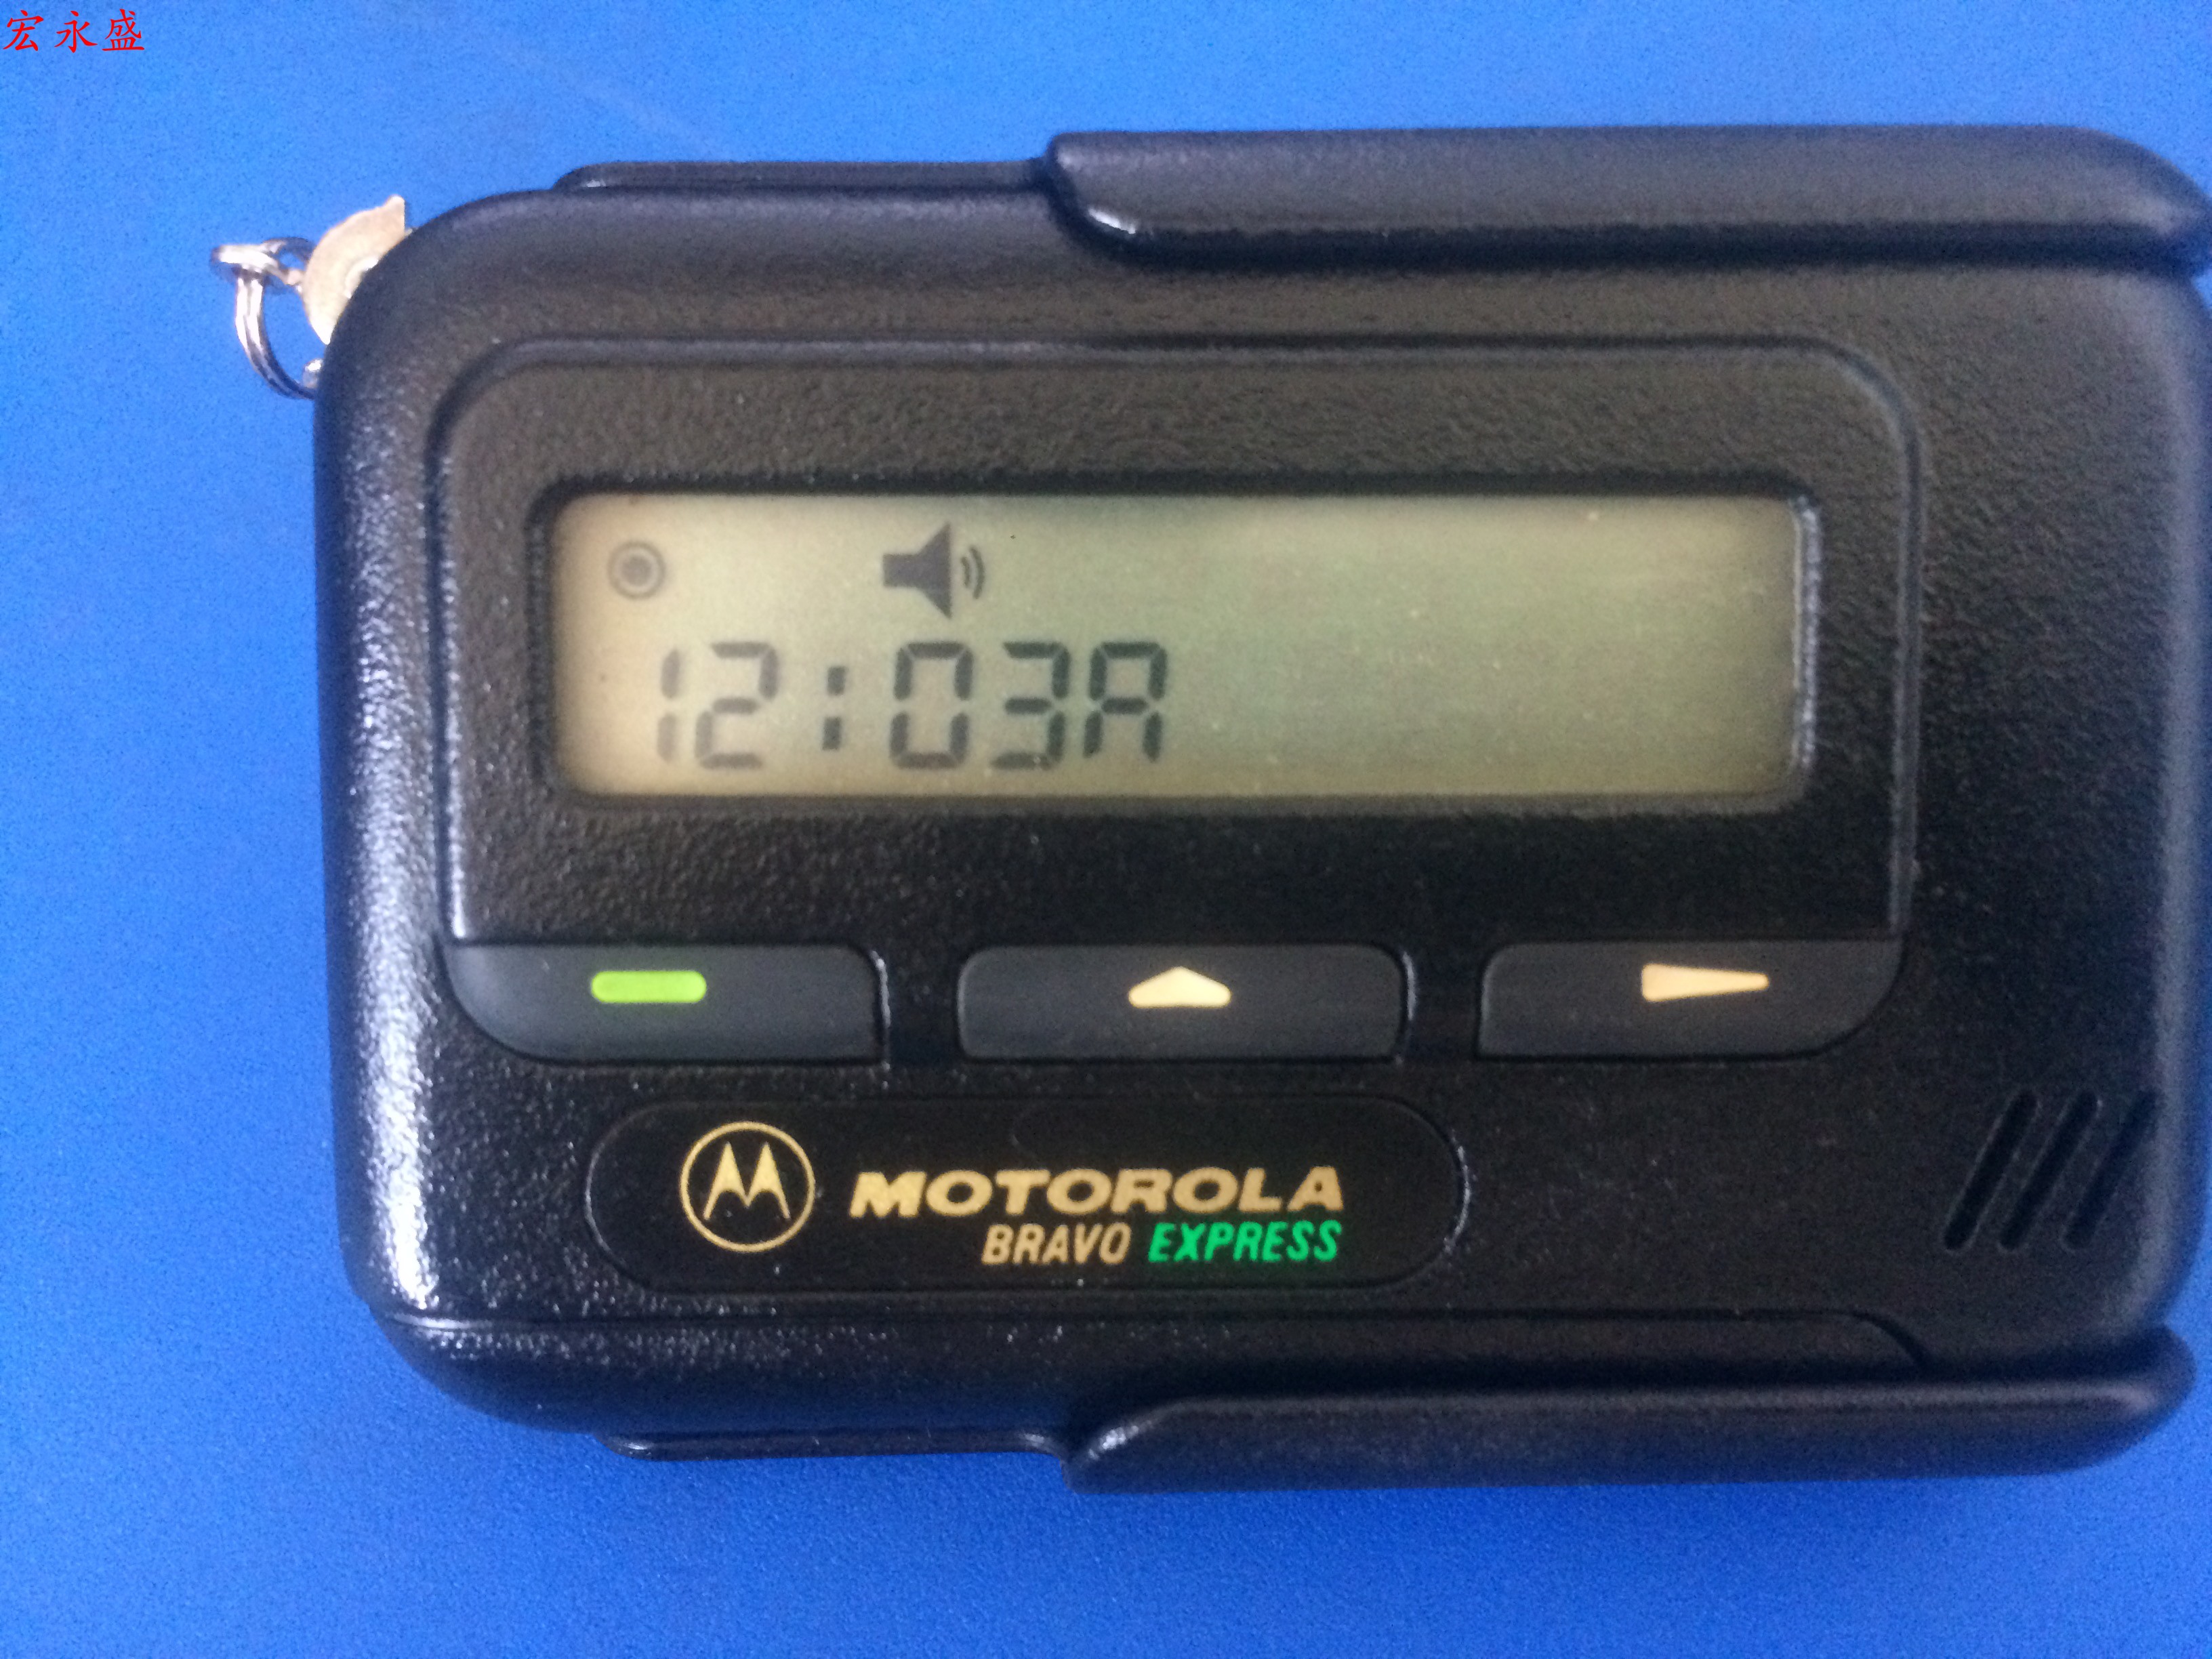 宏永盛
12:03A
MOTOROLA
BRAVO EXPRESS